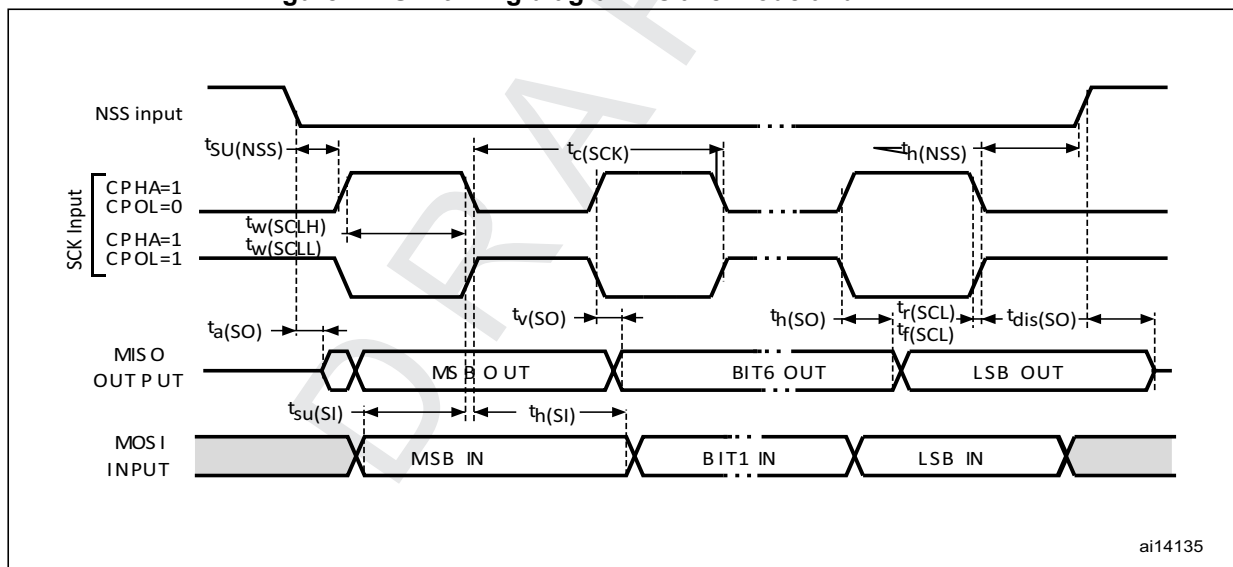 NSS input
tSU(NSS)
tc(SCK)
th(NSS)
SCK Input
CPHA=1
CPOL=0
tw(SCLH)
tw(SCLL)
CPHA=1
CPOL=1
ta(SO)
tv(SO)
th(SO)
tr(SCL)
tf(SCL)
tdis(SO)
MISO
OUTPUT
MSB OUT
BIT6 OUT
LSB OUT
tsu(SI)
th(SI)
MOSI
INPUT
MSB IN
BIT1 IN
LSB IN
ai14135